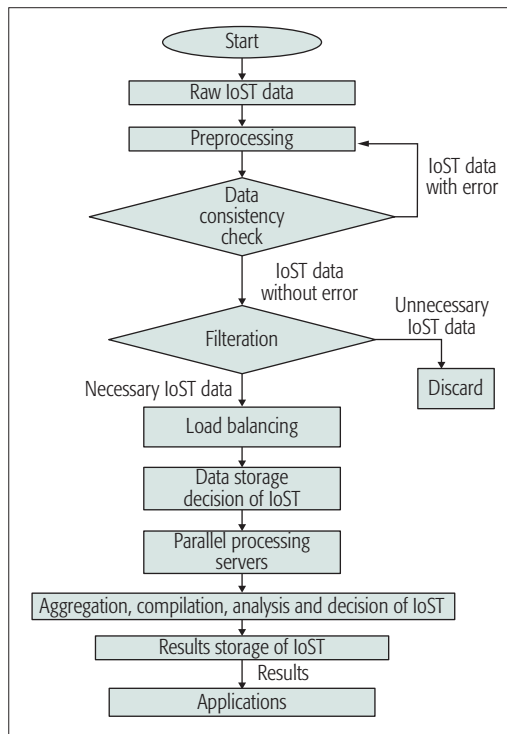 Start
Raw IoST data
Preprocessing
IoST data
with error
Data
consistency
check
IoST data
without error
Unnecessary
IoST data
Filteration
Necessary IoST data
Discard
Load balancing
Data storage
decision of IoST
Parallel processing
servers
Aggregation, compilation, analysis and decision of IoST
Results storage of IoST
Results
Applications